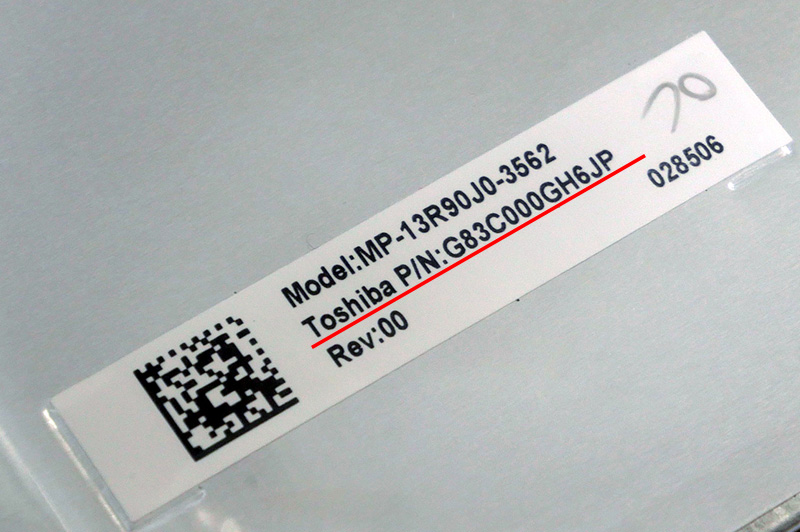 Model:MP-13R90J0-3562
Toshiba P/N:G83C000GH6JP
Rev:00
028506
70